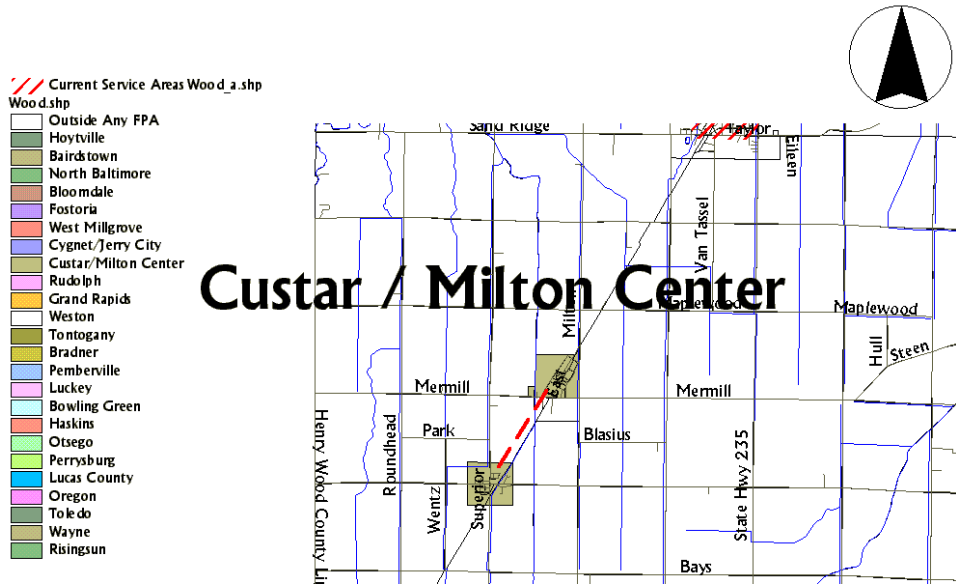 Current Service Areas Wood_a.shp
Wood.shp
Outside Any FPA
Hoytville
Bairdstown
North Baltimore
Bloomdale
Fostoria
West Millgrove
Cygnet/Jerry City
Custar/Milton Center
Rudolph
Grand Rapids
Weston
Tontogany
Bradner
Pemberville
Luckey
Bowling Green
Haskins
Otsego
Perrysburg
Lucas County
Oregon
Toledo
Wayne
Risingsun
Sand Ridge
Taylor
Eileen
Van Tassel
Custar / Milton Center
Milton
Maplewood
Maplewood
Hull
Steen
East
Mermill
Mermill
Henry Wood County Lin
Roundhead
Park
Blasius
State Hwy 235
Wentz
Superior
Bays